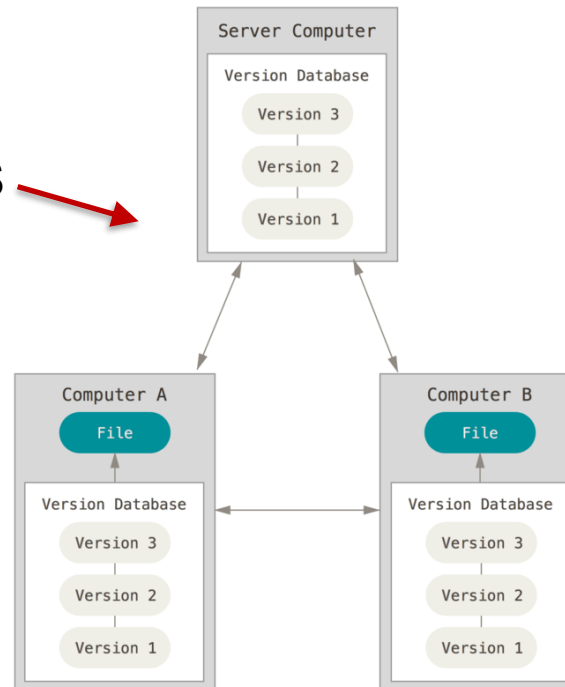 Server Computer
Version Database
Version 3
Version 2
Version 1
S
Computer A
File
Version Database
Version 3
Version 2
Version 1
Computer B
File
Version Database
Version 3
Version 2
Version 1